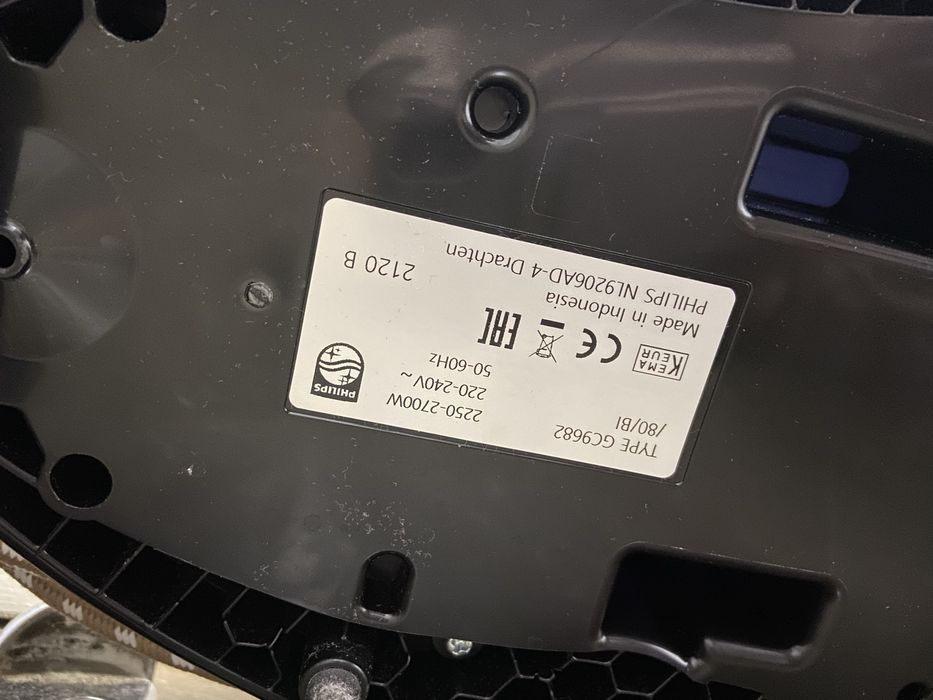 TYPE GC9682
/80/BI
2250-2700W
220-240V ~
50-60Hz
PHILIPS
KEMA
KEUR
CE
EAC
Made in Indonesia
PHILIPS NL9206AD-4 Drachten
2120 B